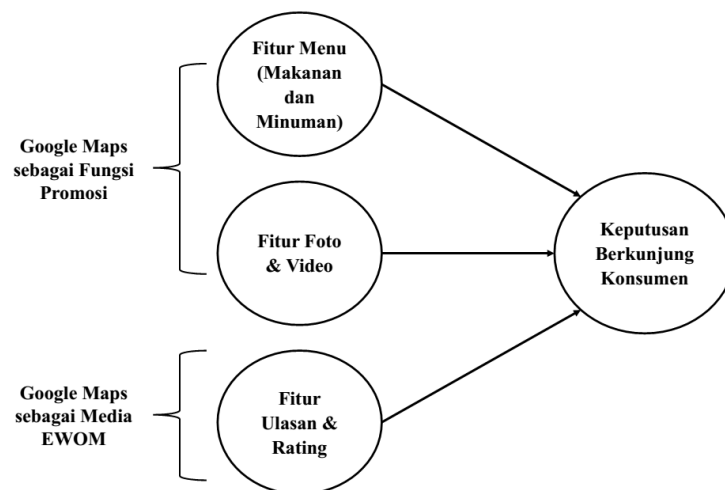 Google Maps
sebagai Fungsi
Promosi
Fitur Menu
(Makanan
dan
Minuman)
Fitur Foto
& Video
Google Maps
sebagai Media
EWOM
Fitur
Ulasan &
Rating
Keputusan
Berkunjung
Konsumen